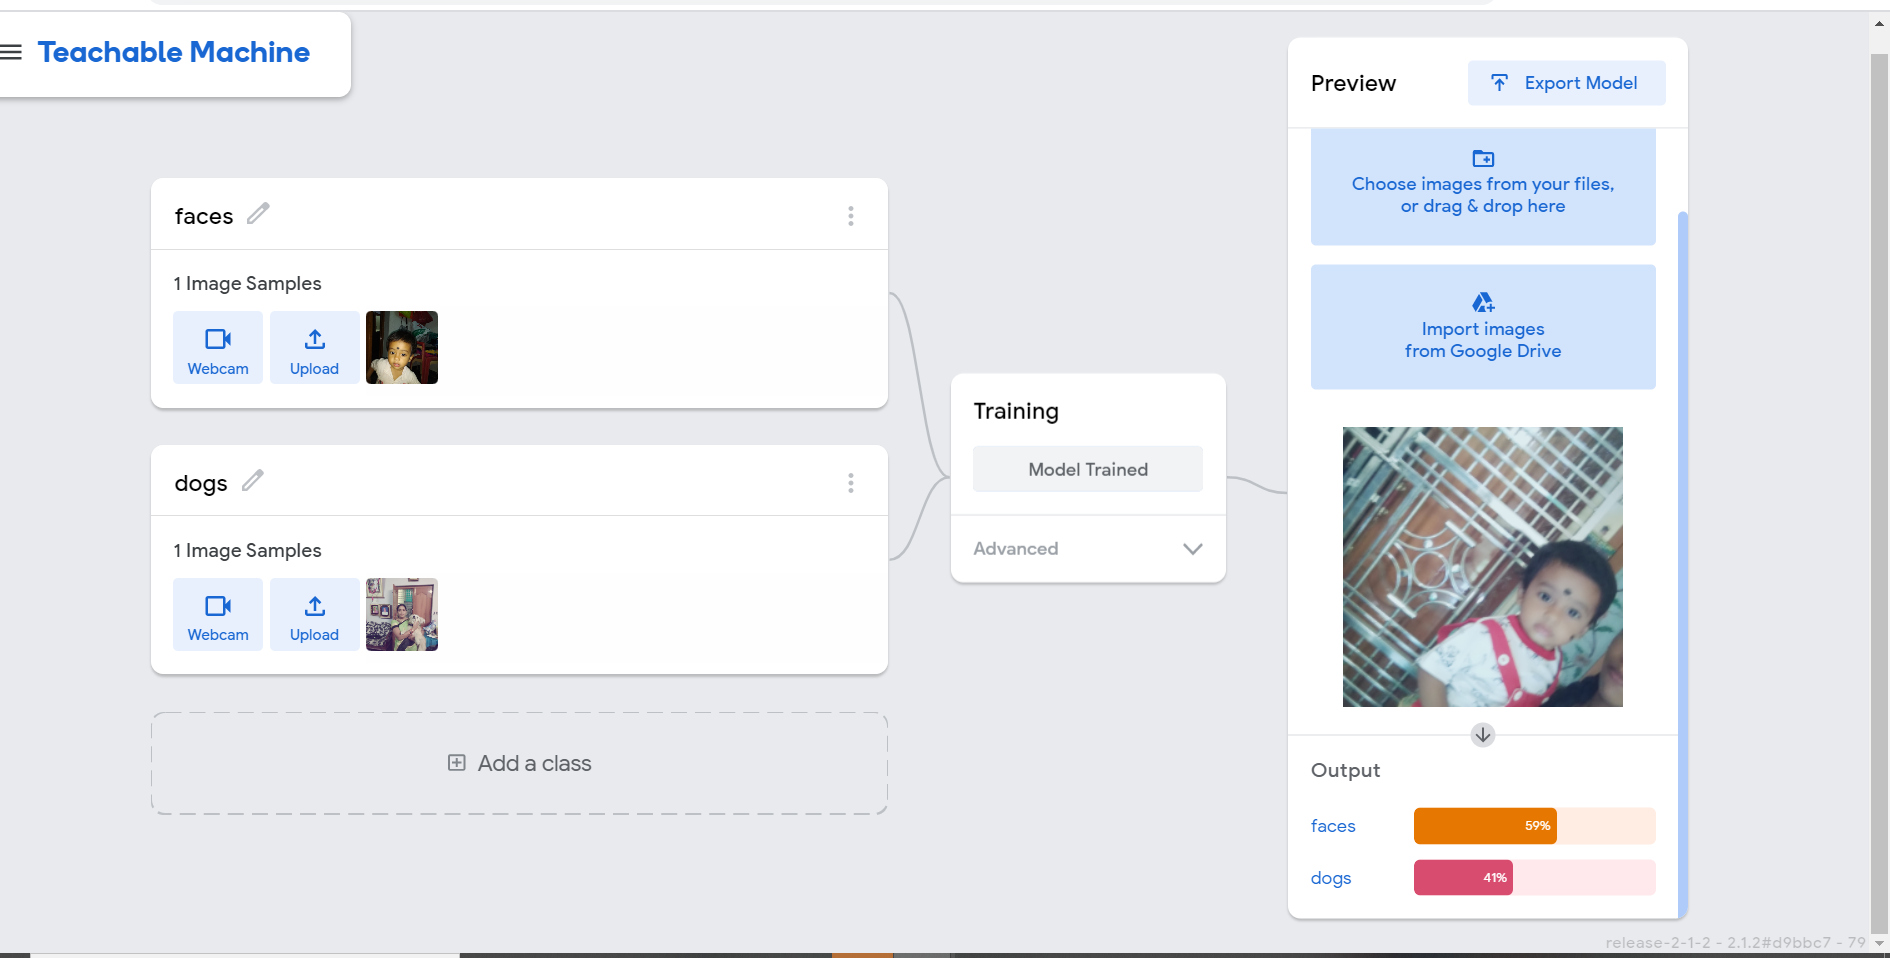 Teachable Machine
faces
1 Image Samples
Webcam
Upload
dogs
1 Image Samples
Webcam
Upload
Add a class
Training
Model Trained
Advanced
Preview
Export Model
Choose images from your files,
or drag & drop here
Import images
from Google Drive
Output
faces
59%
dogs
41%
release-2-1-2 - 2.1.2#d9bbc7 - 79